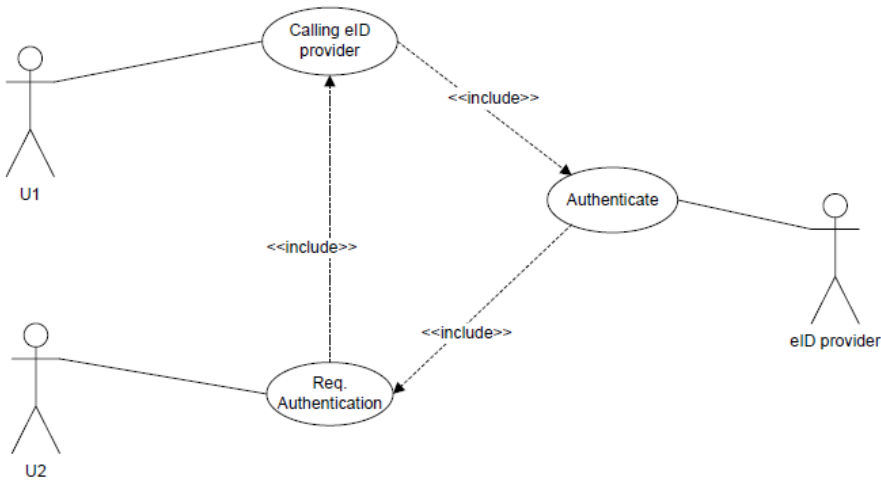 Calling eID
provider
<<include>>
U1
Authenticate
<<include>>
<<include>>
eID provider
Req.
Authentication
U2